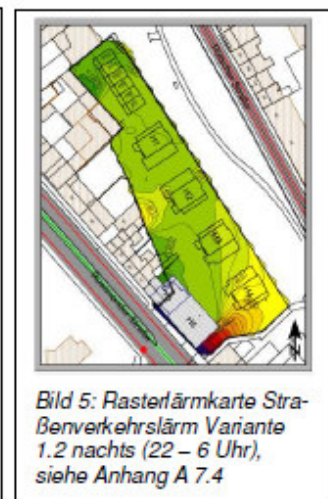 Bild 5: Rasterlärmkarte Stra-
ßenverkehrslärm Variante
1.2 nachts (22 – 6 Uhr),
siehe Anhang A 7.4